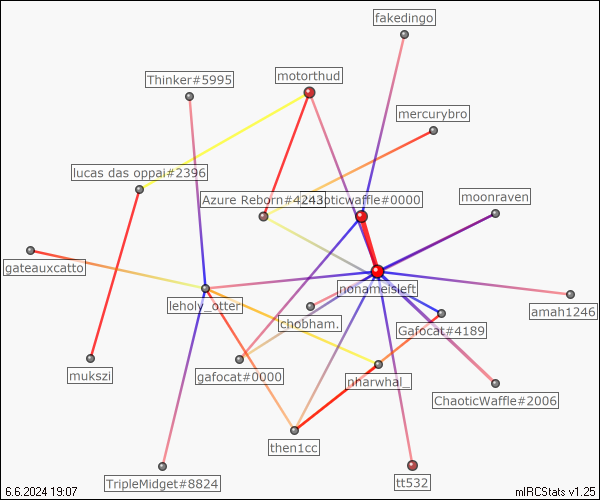 fakedingo
Thinker#5995
motorthud
mercurybro
lucas das oppai#2396
Azure Reborn#4243
Chaoticwaffle#0000
moonraven
gateauxcatto
nonameisleft
leholy_otter
chobham.
Gafocat#4189
amah1246
mukszi
gafocat#0000
nharwhal_
ChaoticWaffle#2006
then1cc
TripleMidget#8824
tt532
6.6.2024 19:07
mIRCStats v1.25